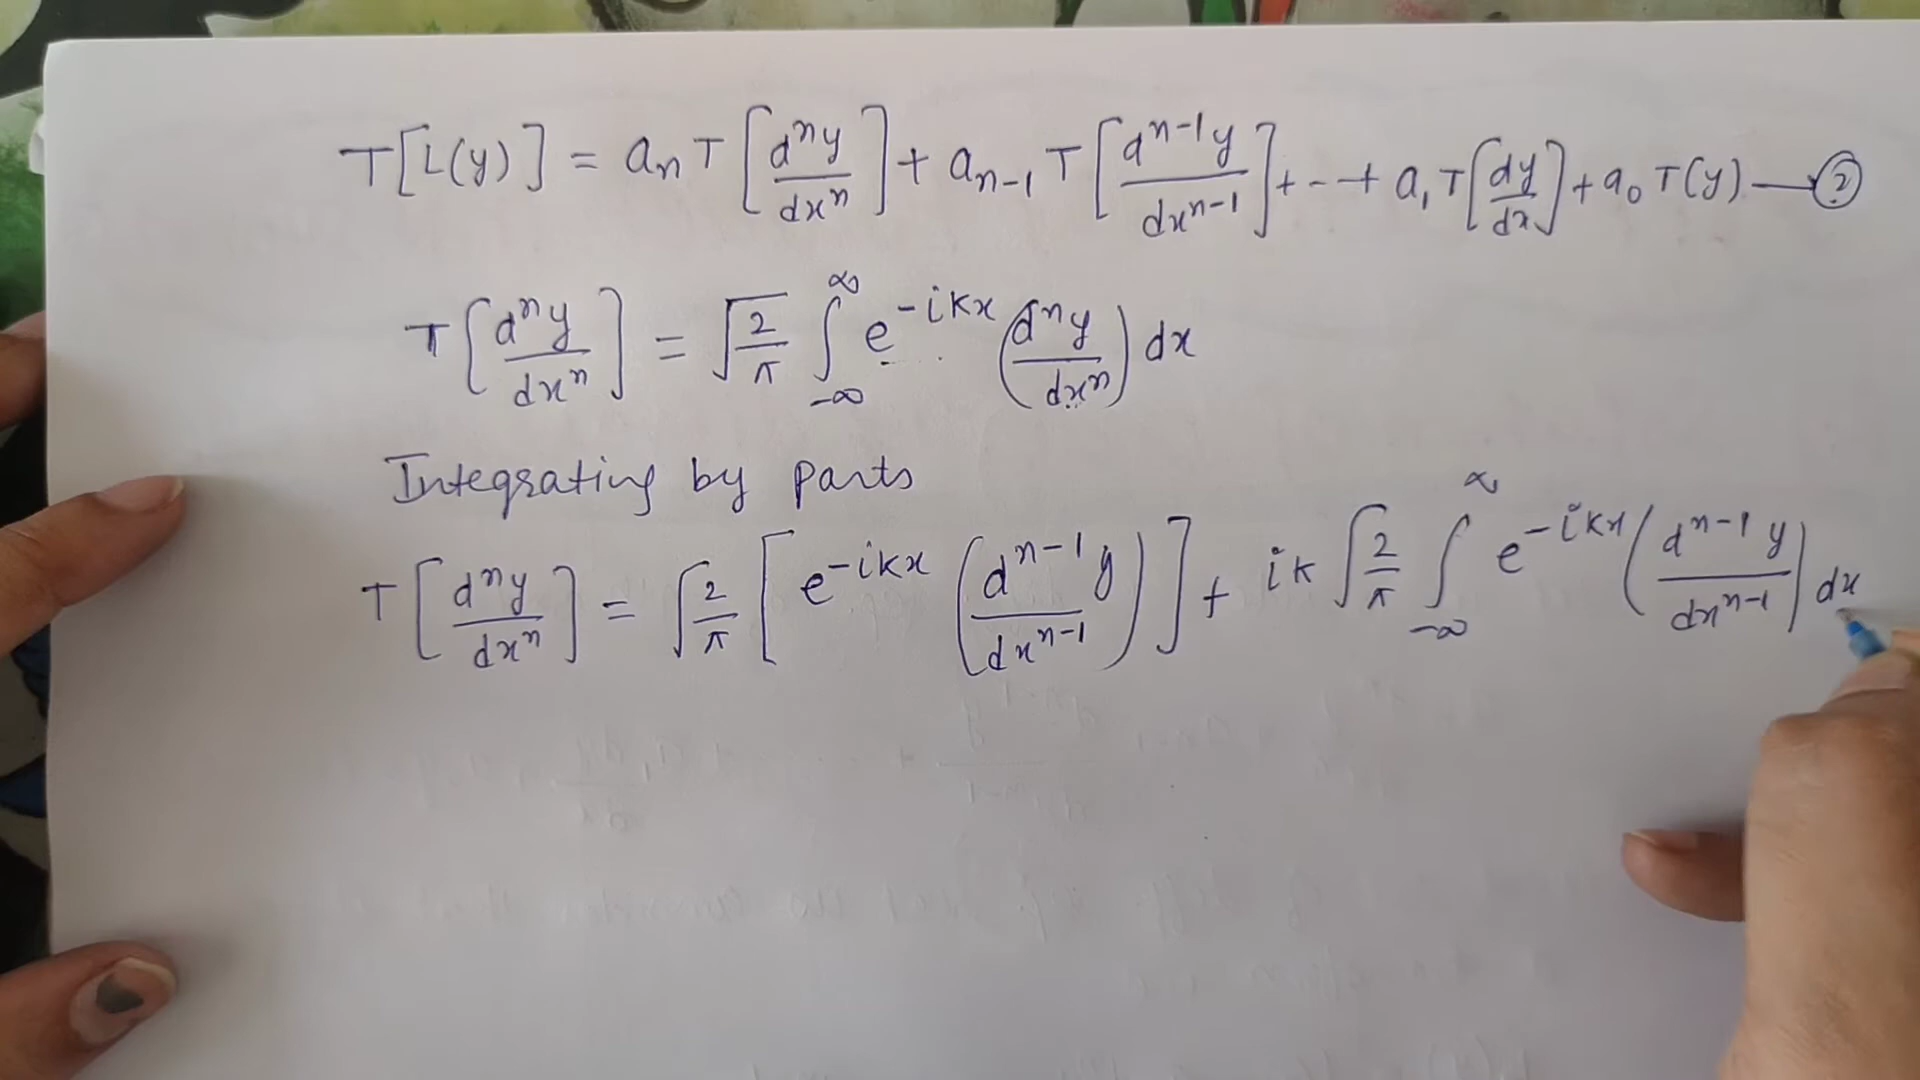 T[L(y)] = aₙ T[dⁿy/dxⁿ] + aₙ₋₁ T[dⁿ⁻¹y/dxⁿ⁻¹] + -- + a₁ T[dy/dx] + a₀ T(y) — ②
T[dⁿy/dxⁿ] = √(2/π) ∫_{-∞}^{∞} e^{-ikx} (dⁿy/dxⁿ) dx
Integrating by parts
T[dⁿy/dxⁿ] = √(2/π) [e^{-ikx} (dⁿ⁻¹y/dxⁿ⁻¹)] + ik √(2/π) ∫_{-∞}^{∞} e^{-ikx} (dⁿ⁻¹y/dxⁿ⁻¹) dx